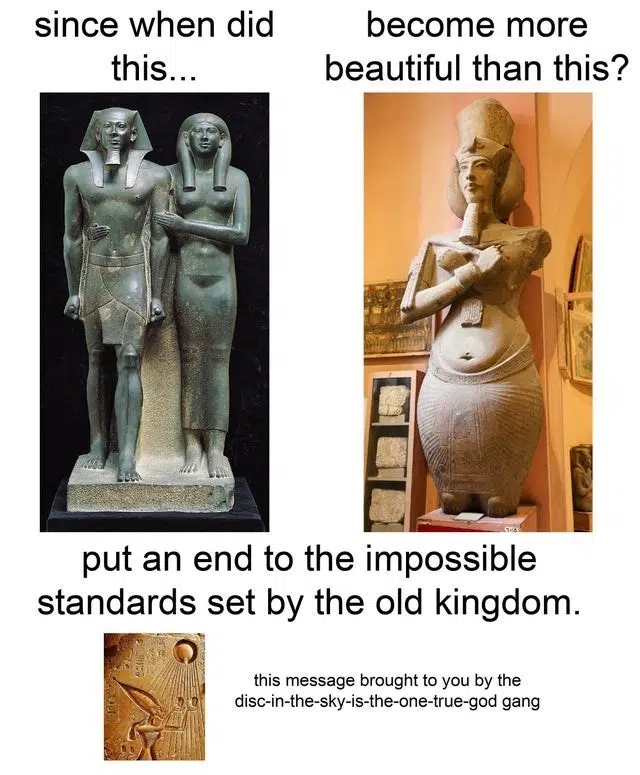 since when did
this...
become more
beautiful than this?
put an end to the impossible
standards set by the old kingdom.
this message brought to you by the
disc-in-the-sky-is-the-one-true-god gang